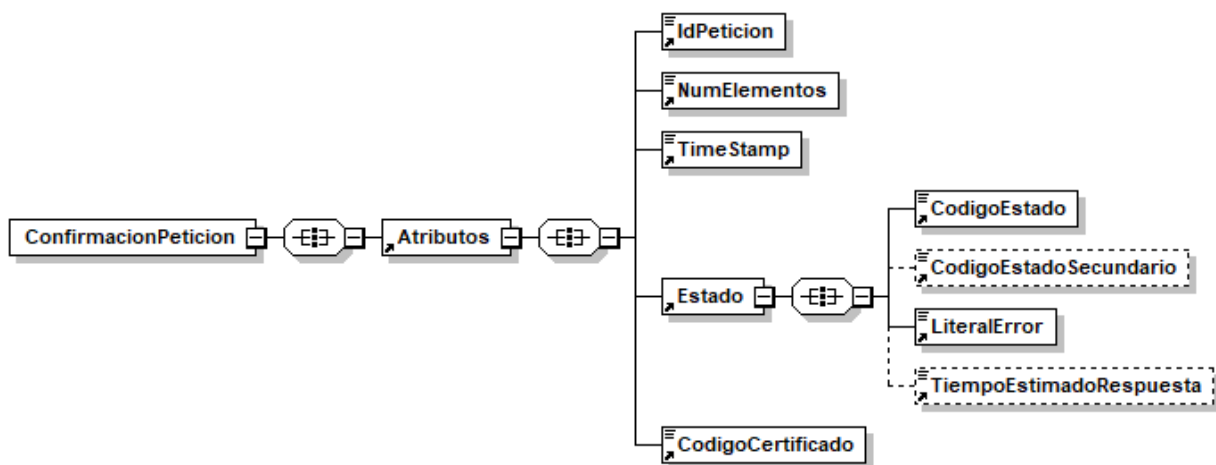 IdPeticion
NumElementos
TimeStamp
ConfirmacionPeticion
Atributos
Estado
CodigoEstado
CodigoEstadoSecundario
LiteralError
TiempoEstimadoRespuesta
CodigoCertificado